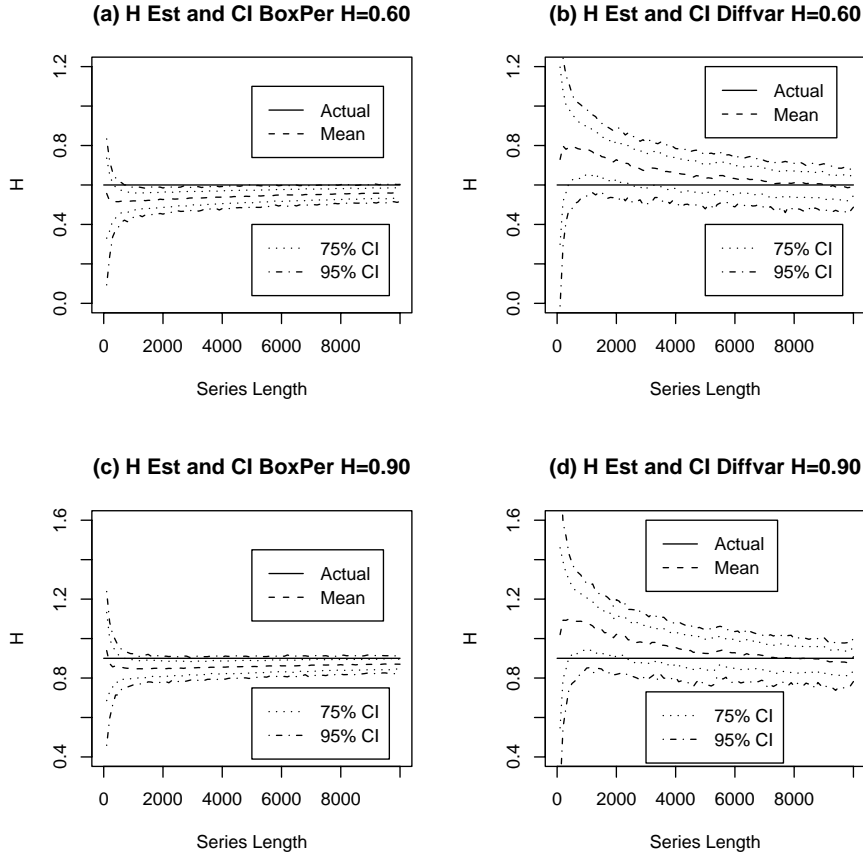 (a) H Est and CI BoxPer H=0.60
H
1.2
0.8
0.4
0.0
Actual
Mean
75% CI
95% CI
0 2000 4000 6000 8000
Series Length
(b) H Est and CI Diffvar H=0.60
H
1.2
0.8
0.4
0.0
Actual
Mean
75% CI
95% CI
0 2000 4000 6000 8000
Series Length
(c) H Est and CI BoxPer H=0.90
H
1.6
1.2
0.8
0.4
Actual
Mean
75% CI
95% CI
0 2000 4000 6000 8000
Series Length
(d) H Est and CI Diffvar H=0.90
H
1.6
1.2
0.8
0.4
Actual
Mean
75% CI
95% CI
0 2000 4000 6000 8000
Series Length